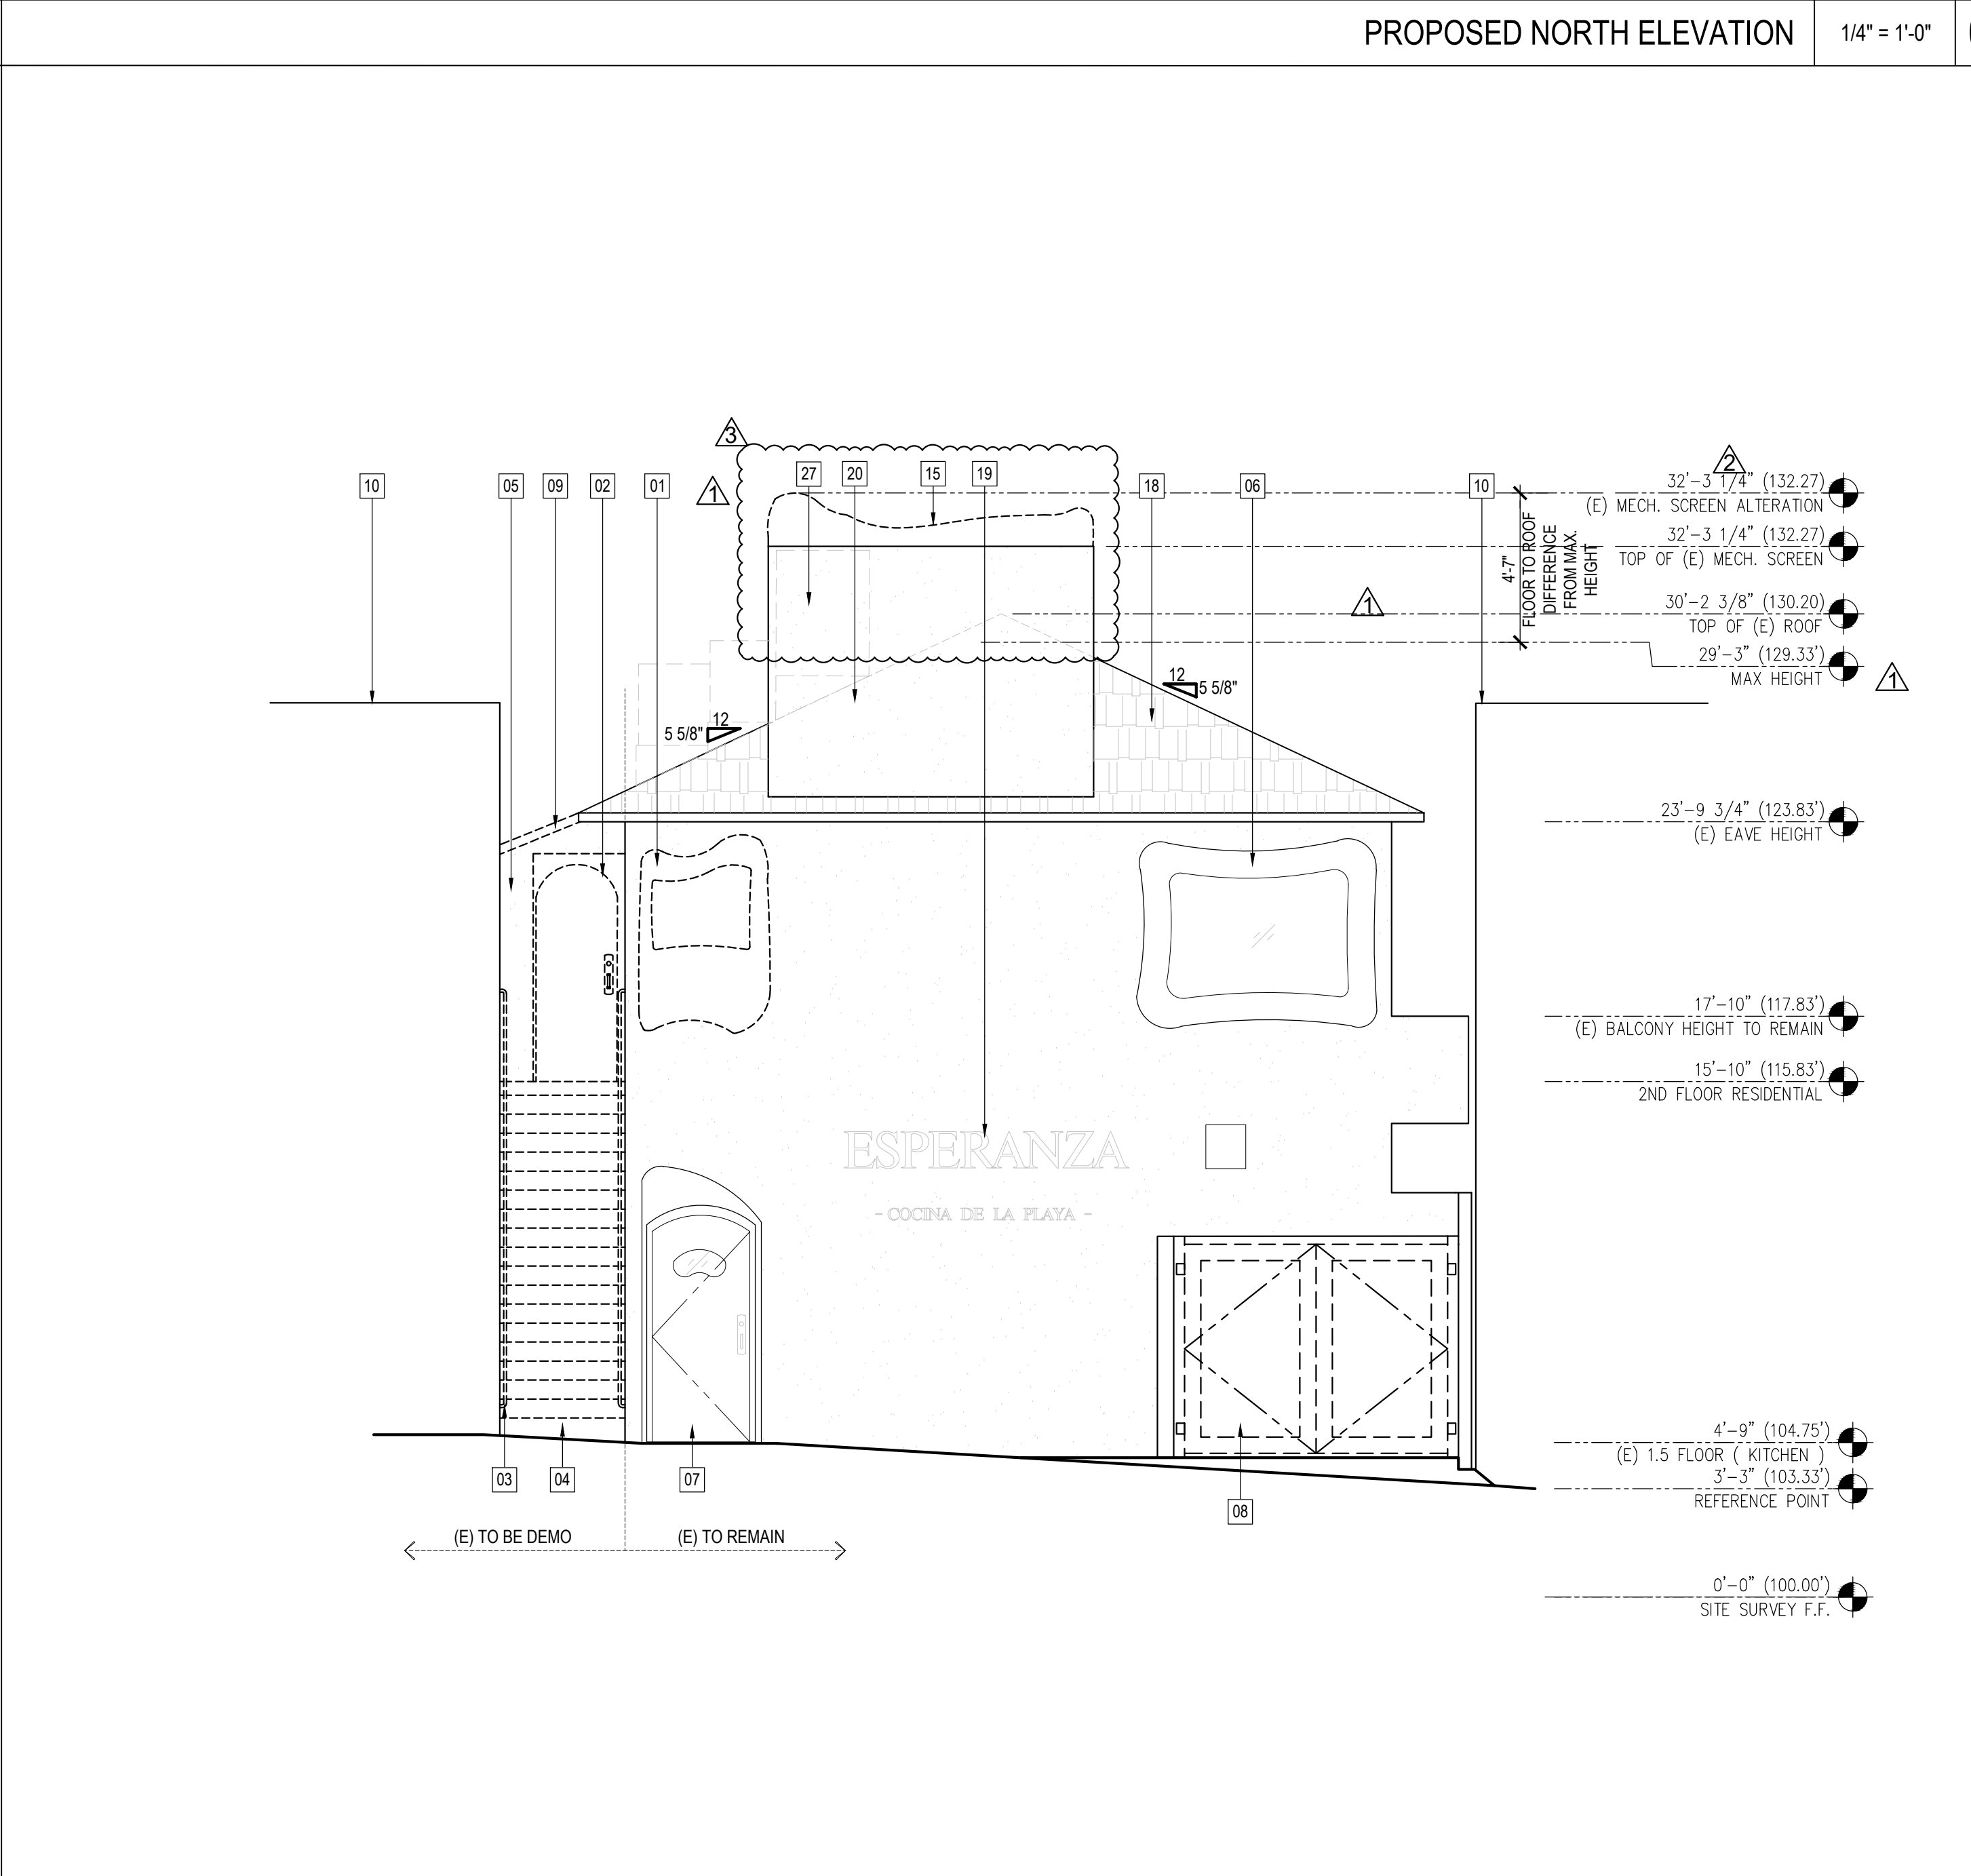 PROPOSED NORTH ELEVATION
1/4" = 1'-0"
3
2
1
10
05
09
02
01
27
20
15
19
18
06
10
32'-3 1/4" (132.27)
(E) MECH. SCREEN ALTERATION
32'-3 1/4" (132.27)
TOP OF (E) MECH. SCREEN
4'-7"
FLOOR TO ROOF
DIFFERENCE
FROM MAX.
HEIGHT
1
30'-2 3/8" (130.20)
TOP OF (E) ROOF
29'-3" (129.33')
MAX HEIGHT
1
12
5 5/8"
12
5 5/8"
23'-9 3/4" (123.83')
(E) EAVE HEIGHT
17'-10" (117.83')
(E) BALCONY HEIGHT TO REMAIN
15'-10" (115.83')
2ND FLOOR RESIDENTIAL
ESPERANZA
- COCINA DE LA PLAYA -
4'-9" (104.75')
(E) 1.5 FLOOR ( KITCHEN )
3'-3" (103.33')
REFERENCE POINT
03
04
07
08
(E) TO BE DEMO
(E) TO REMAIN
0'-0" (100.00')
SITE SURVEY F.F.